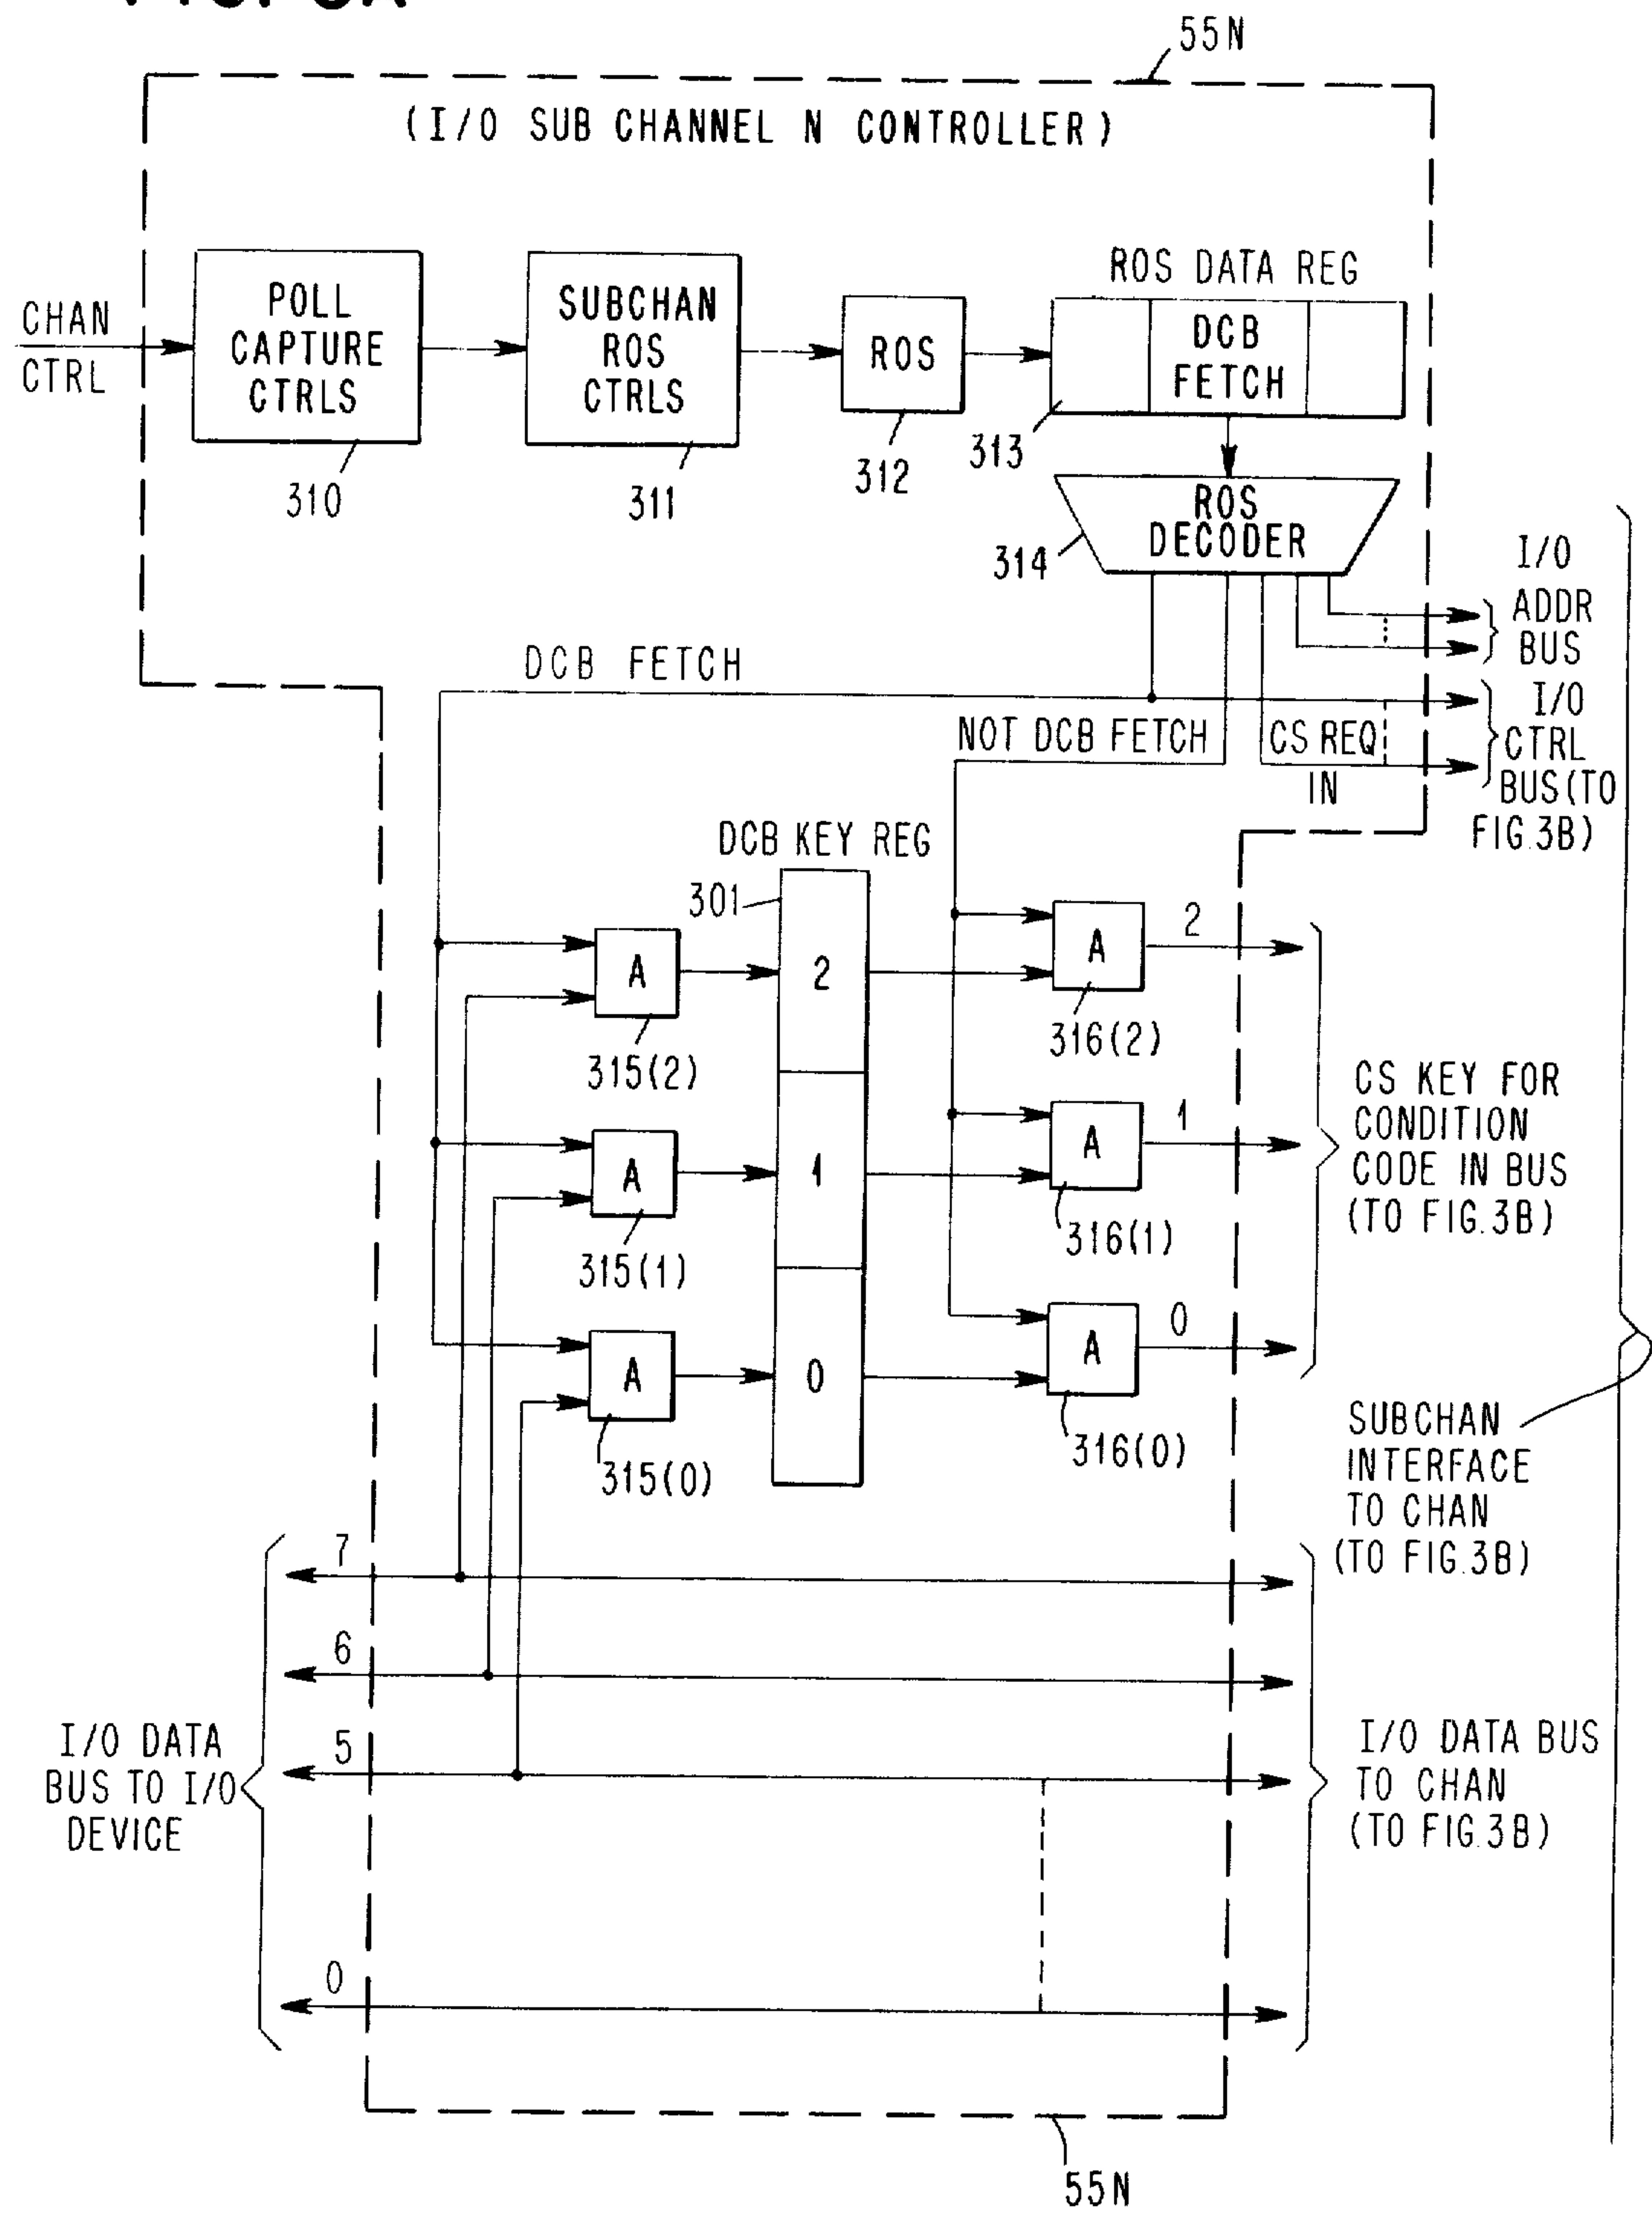 55N
(I/O SUB CHANNEL N CONTROLLER)
CHAN
CTRL
POLL
CAPTURE
CTRLS
310
SUBCHAN
ROS
CTRLS
311
ROS
312
ROS DATA REG
DCB
FETCH
313
ROS
DECODER
314
I/O
ADDR
BUS
DCB FETCH
NOT DCB FETCH
CS REQ
IN
I/O
CTRL
BUS(TO
FIG.3B)
DCB KEY REG
301
2
1
0
A
315(2)
A
315(1)
A
315(0)
A
2
316(2)
A
1
316(1)
A
0
316(0)
CS KEY FOR
CONDITION
CODE IN BUS
(TO FIG.3B)
SUBCHAN
INTERFACE
TO CHAN
(TO FIG.3B)
7
6
5
0
I/O DATA
BUS TO I/O
DEVICE
I/O DATA BUS
TO CHAN
(TO FIG.3B)
55N